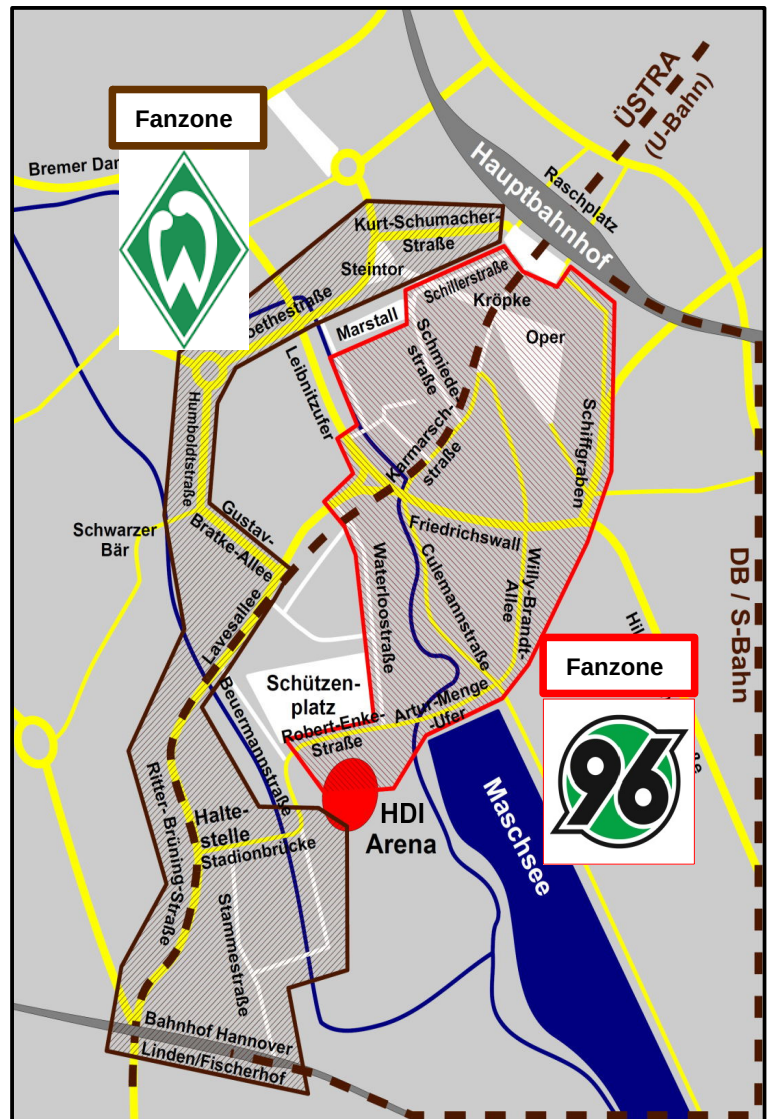 ÜSTRA
(U-Bahn)
Fanzone
Bremer
Raschplatz
Hauptbahnhof
Kurt-Schumacher-
Straße
Steintor
Schillerstraße
Kröpke
Marstall
Oper
oethestraße
Schmiede-
straße
Leibnitzufer
Humboldtstraße
Karmarsch-
straße
Schiffgraben
Gustav-
Bratke-Allee
Schwarzer
Bär
Friedrichswall
Willy-Brandt-
Allee
Culemannstraße
Waterloostraße
DB / S-Bahn
Lavesallee
Fanzone
Schützen-
platz
Beuermannstraße
Artur-Menge
-Ufer
Robert-Enke-
Straße
96
Maschsee
HDI
Arena
Ritter-Brüning-Straße
Halte-
stelle
Stadionbrücke
Stammestraße
Bahnhof Hannover
Linden/Fischerhof